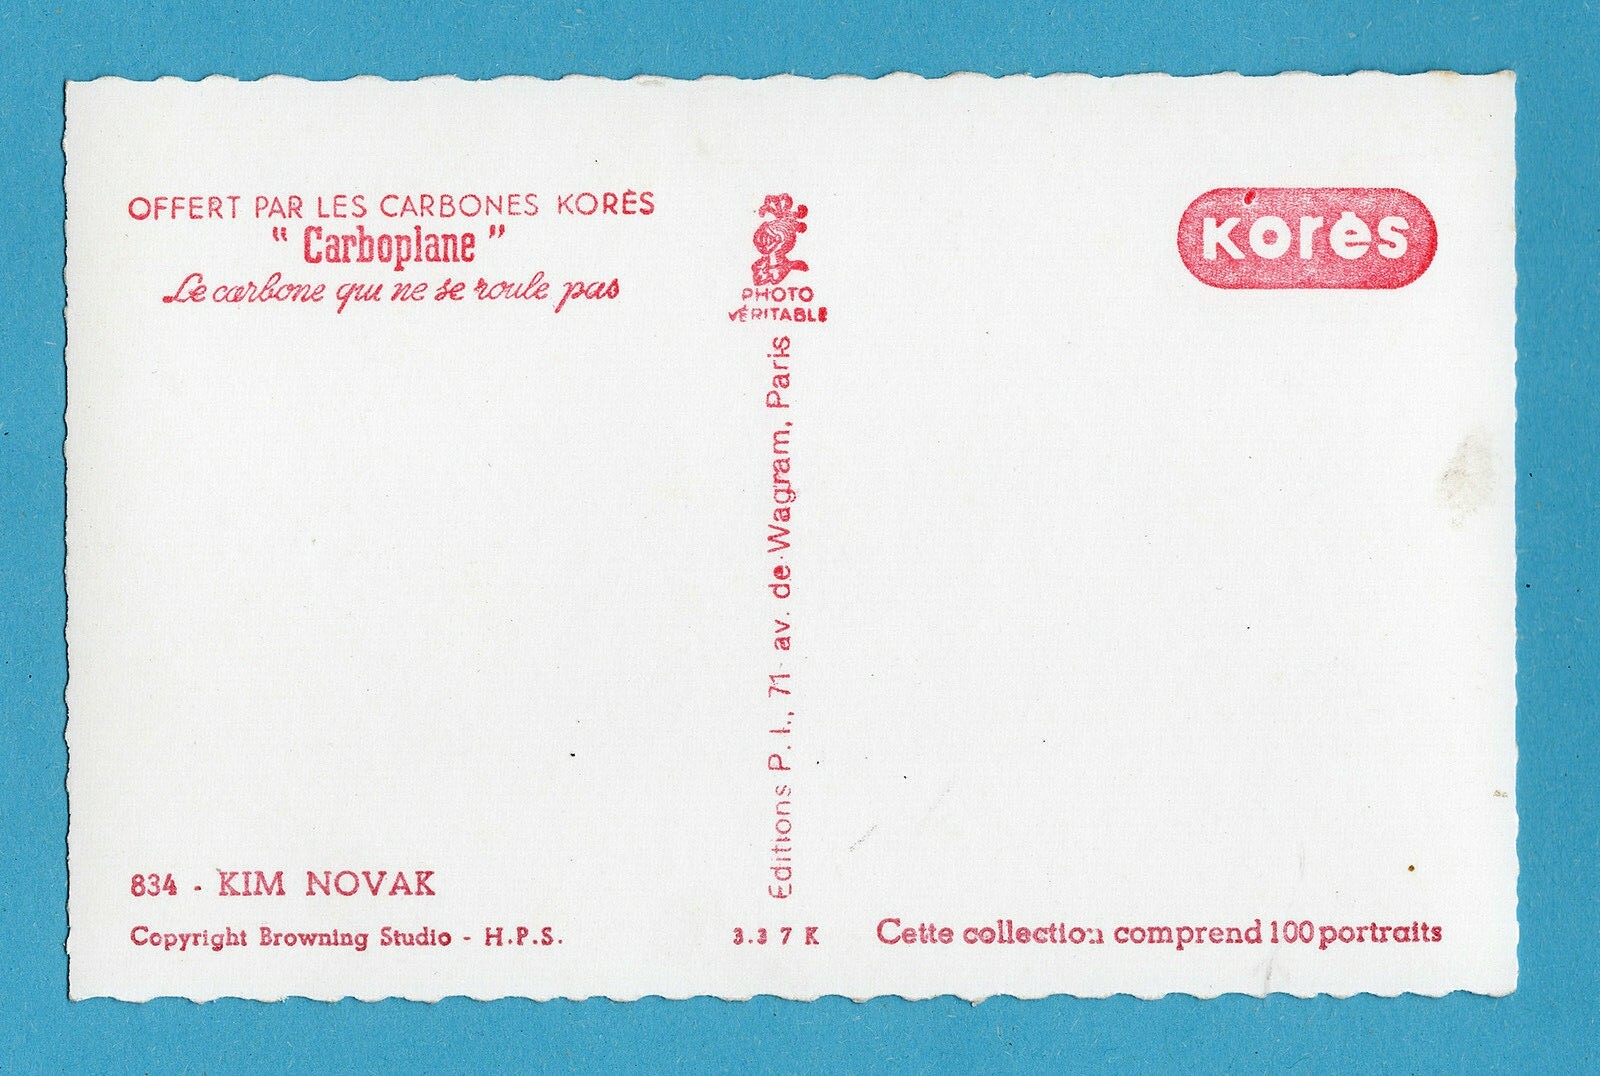 OFFERT PAR LES CARBONES KORÈS
“ Carboplane ”
Le carbone qui ne se roule pas
PHOTO
VÉRITABLE
Korès
Editions P. I., 71 av. de Wagram, Paris
834 - KIM NOVAK
Copyright Browning Studio - H.P.S.
3.3 7 K
Cette collection comprend 100 portraits